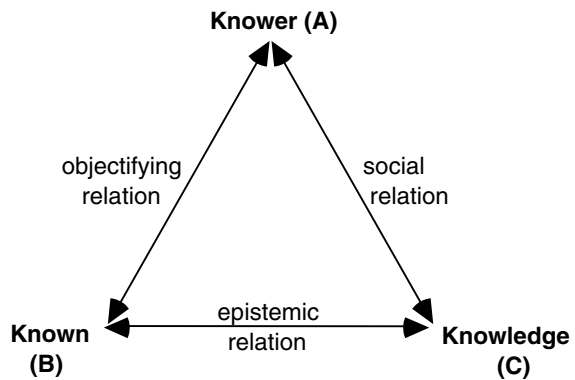 Knower (A)
objectifying
relation
social
relation
epistemic
relation
Known
(B)
Knowledge
(C)